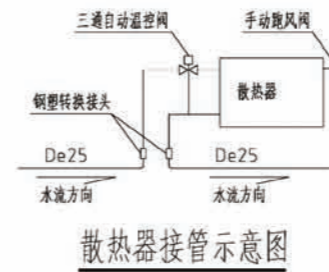 三通自动温控阀
手动跑风阀
散热器
钢塑转换接头
De25
De25
水流方向
水流方向
散热器接管示意图